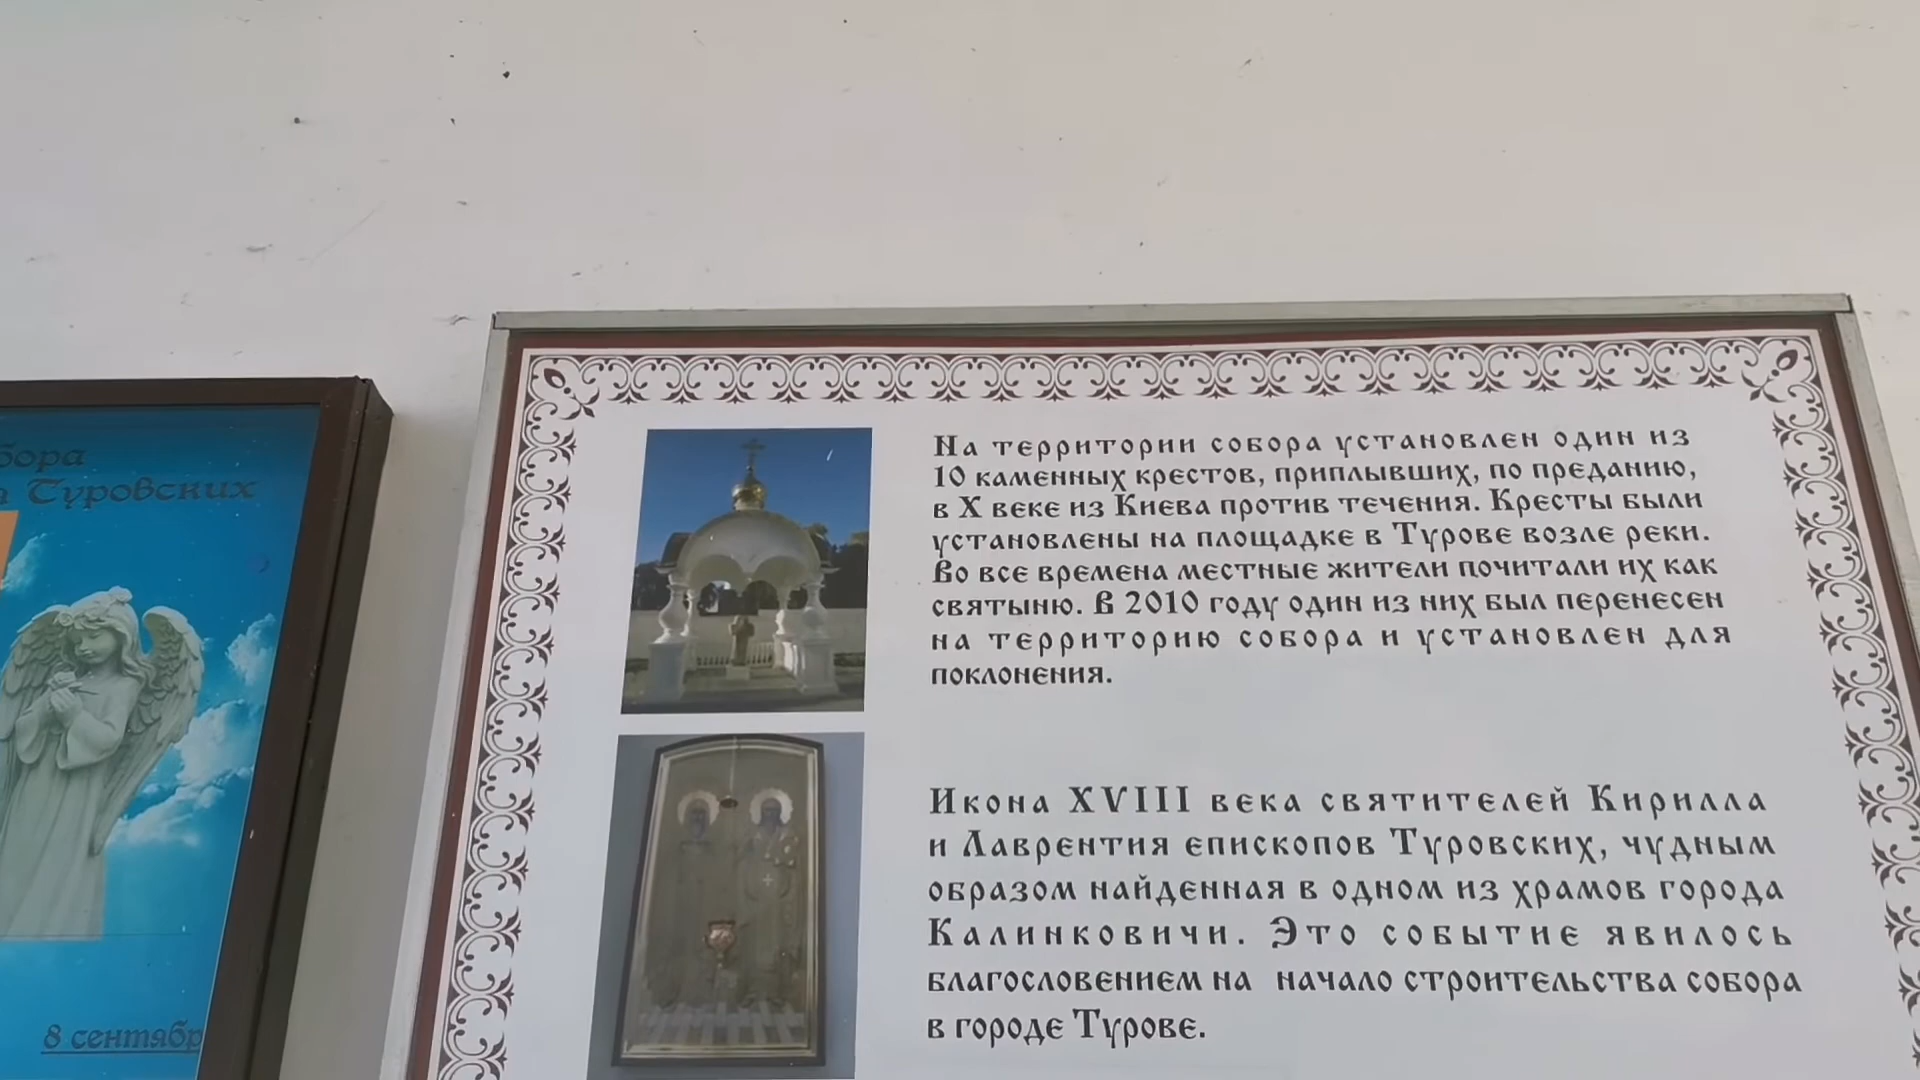 бора
Туровских
8 сентябр
На территории собора установлен один из
10 каменных крестов, приплывших, по преданию,
в X веке из Киева против течения. Кресты были
установлены на площадке в Турове возле реки.
Во все времена местные жители почитали их как
святыню. В 2010 году один из них был перенесен
на территорию собора и установлен для
поклонения.
Икона XVIII века святителей Кирилла
и Лаврентия епископов Туровских, чудным
образом найденная в одном из храмов города
Калинковичи. Это событие явилось
благословением на начало строительства собора
в городе Турове.